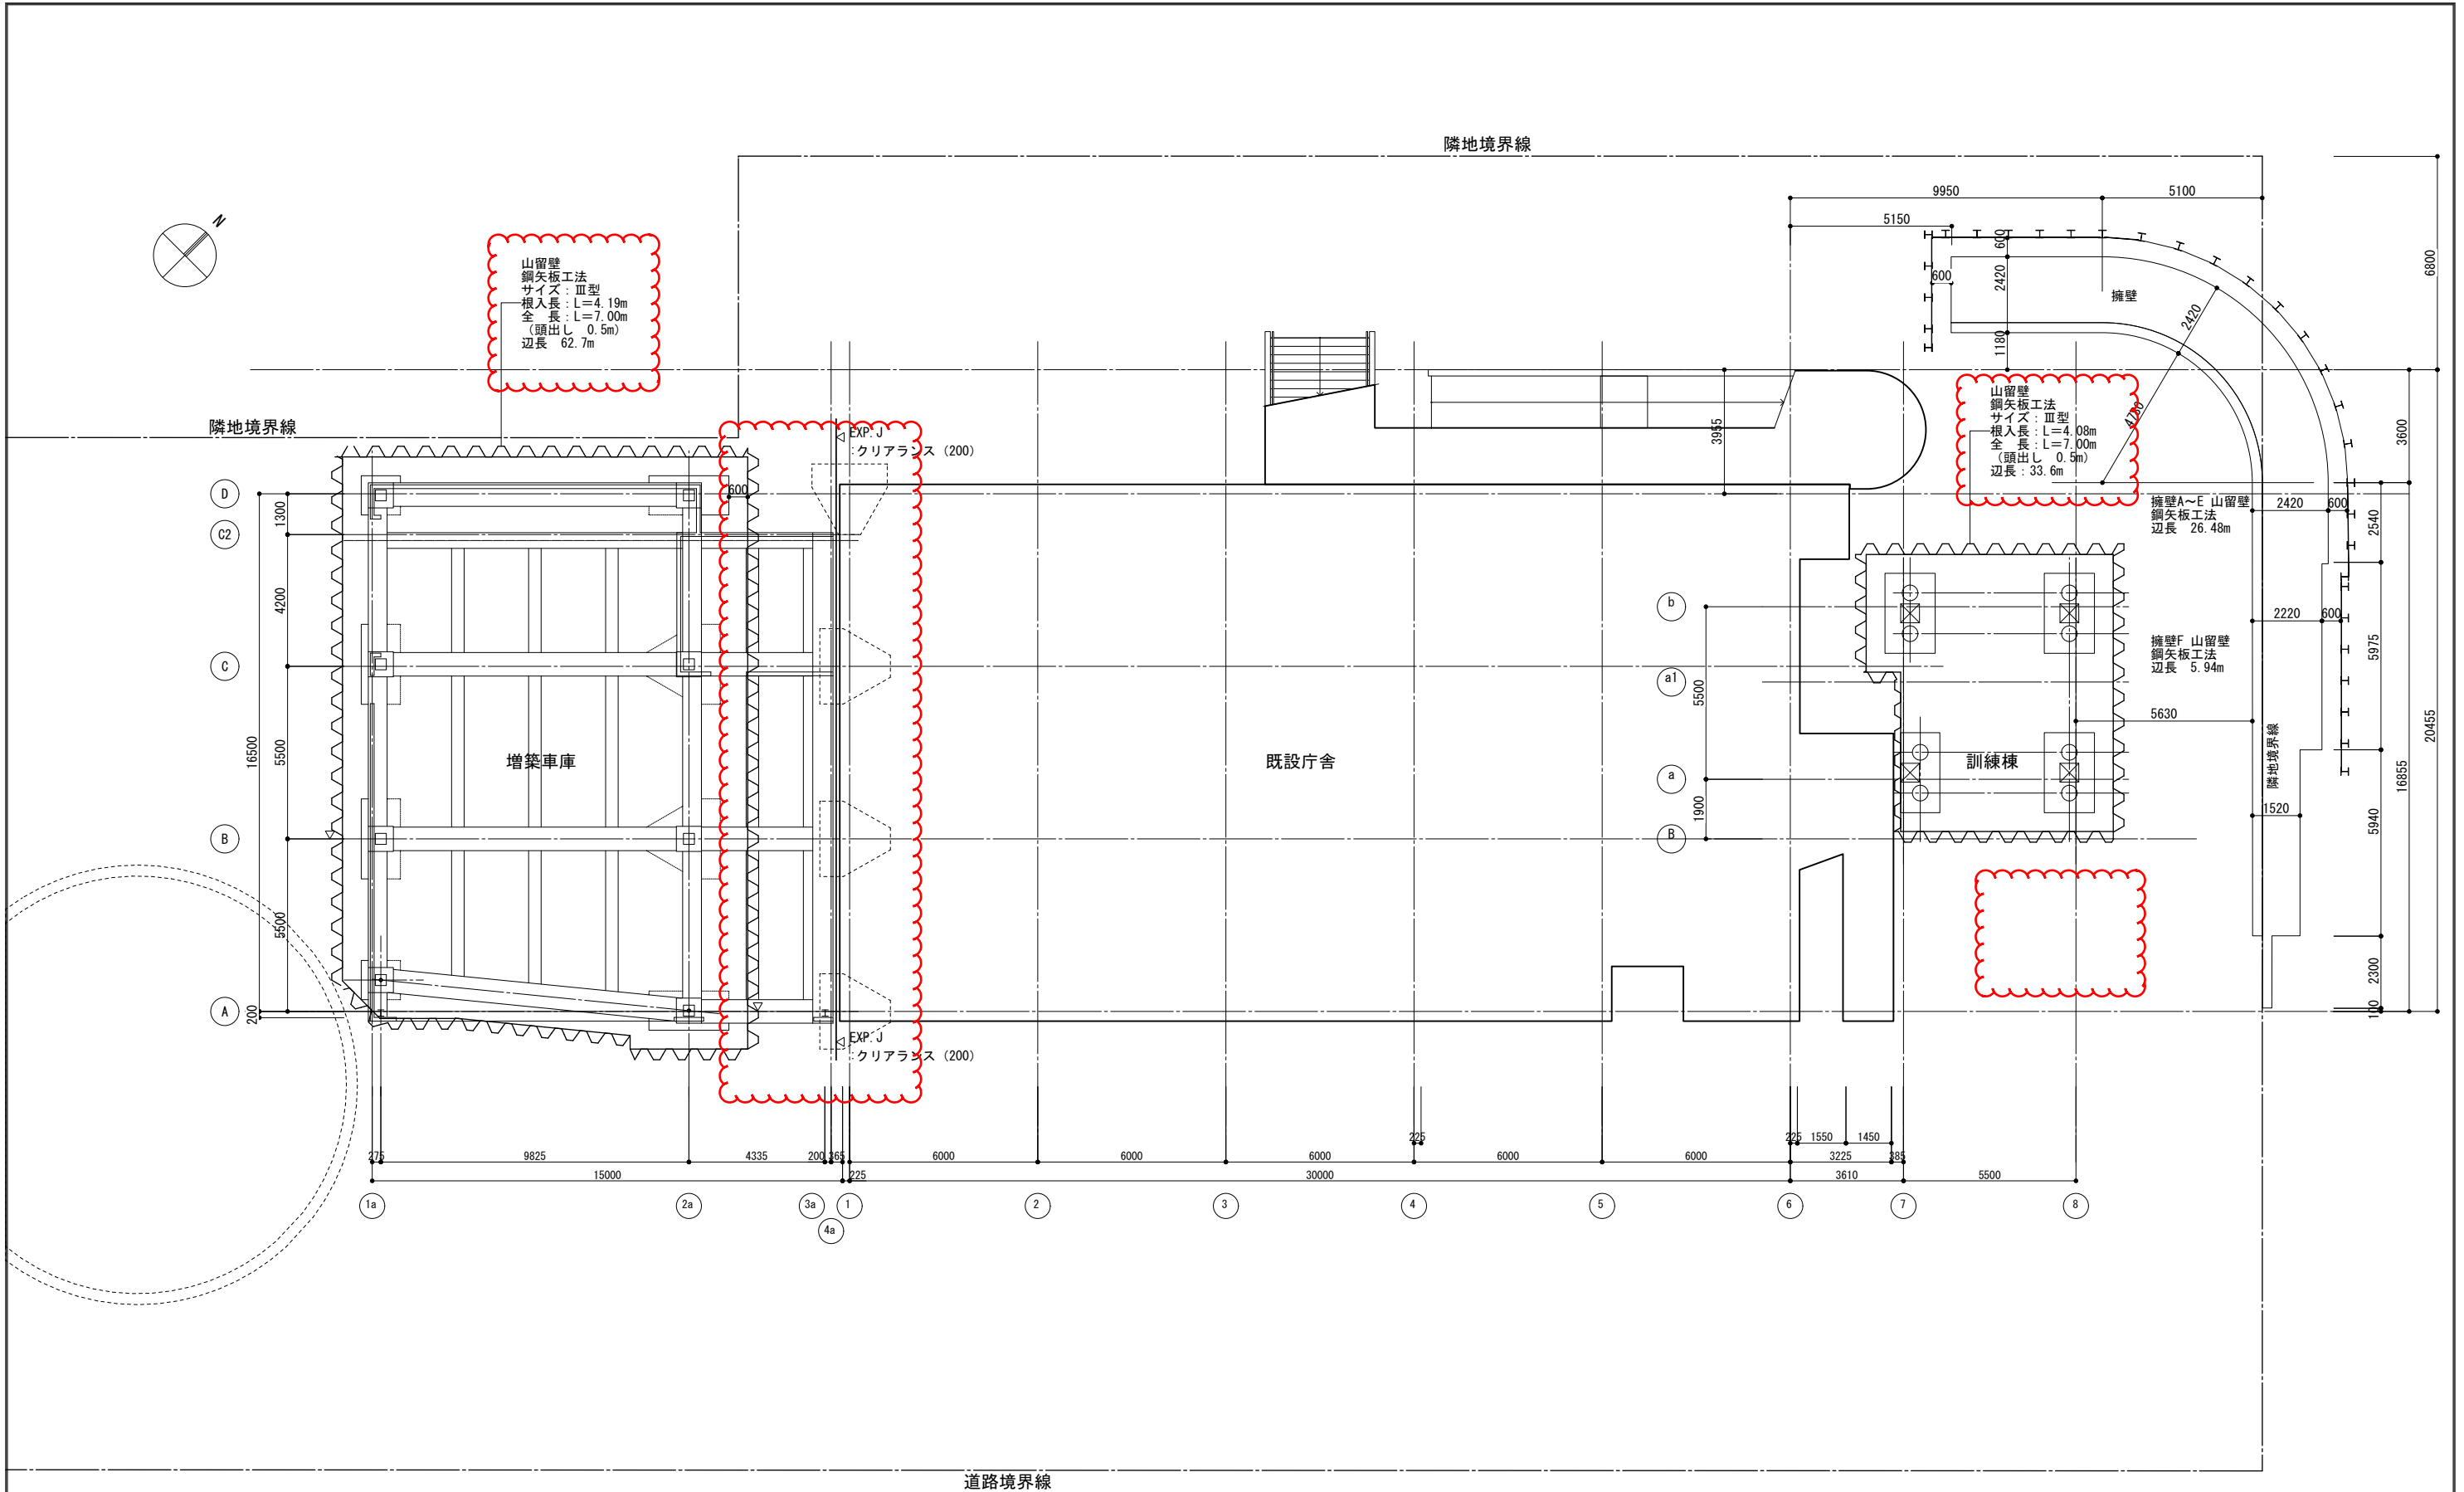 隣地境界線
9950
5100
5150
N
600
2420
600
1180
6800
擁壁
2420
4780
山留壁
鋼矢板工法
サイズ：Ⅲ型
根入長：L＝4.19m
全　長：L＝7.00m
（頭出し　0.5m）
辺長　62.7m
隣地境界線
EXP.J
：クリアランス（200）
600
3955
山留壁
鋼矢板工法
サイズ：Ⅲ型
根入長：L＝4.08m
全　長：L＝7.00m
（頭出し　0.5m）
辺長：33.6m
3600
擁壁A～E 山留壁
鋼矢板工法
辺長　26.48m
2420
600
2540
2220
600
擁壁F 山留壁
鋼矢板工法
辺長　5.94m
5975
5630
隣地境界線
1520
5940
20455
16855
2300
100
D
C2
C
B
A
1300
4200
5500
5500
16500
200
増築車庫
既設庁舎
訓練棟
b
a1
a
B
5500
1900
EXP.J
：クリアランス（200）
275
9825
4335
200
365
6000
6000
6000
225
6000
6000
225
1550
1450
3225
385
15000
225
30000
3610
5500
1a
2a
3a
4a
1
2
3
4
5
6
7
8
道路境界線